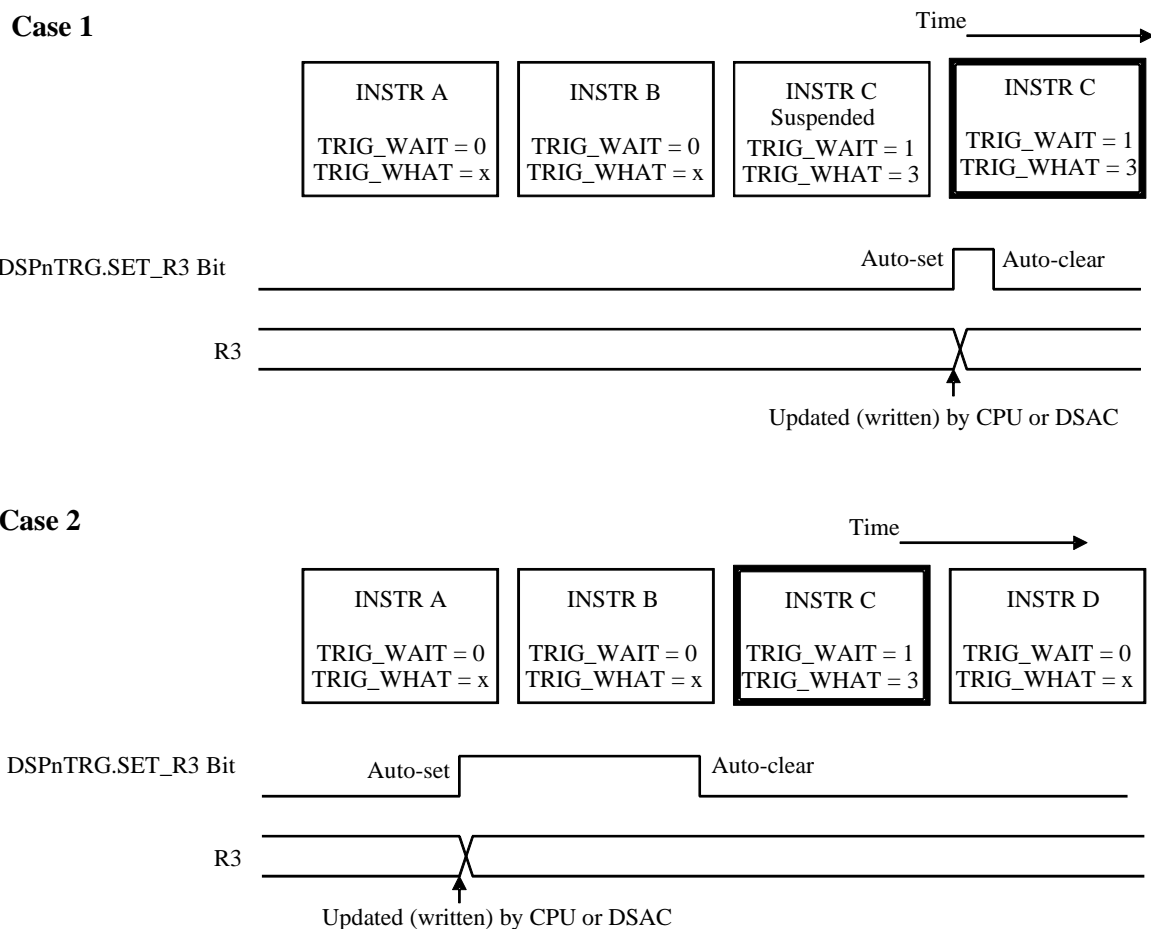 Case 1
Time
INSTR A
TRIG_WAIT = 0
TRIG_WHAT = x
INSTR B
TRIG_WAIT = 0
TRIG_WHAT = x
INSTR C
Suspended
TRIG_WAIT = 1
TRIG_WHAT = 3
INSTR C
TRIG_WAIT = 1
TRIG_WHAT = 3
DSPnTRG.SET_R3 Bit
Auto-set
Auto-clear
R3
Updated (written) by CPU or DSAC
Case 2
Time
INSTR A
TRIG_WAIT = 0
TRIG_WHAT = x
INSTR B
TRIG_WAIT = 0
TRIG_WHAT = x
INSTR C
TRIG_WAIT = 1
TRIG_WHAT = 3
INSTR D
TRIG_WAIT = 0
TRIG_WHAT = x
DSPnTRG.SET_R3 Bit
Auto-set
Auto-clear
R3
Updated (written) by CPU or DSAC